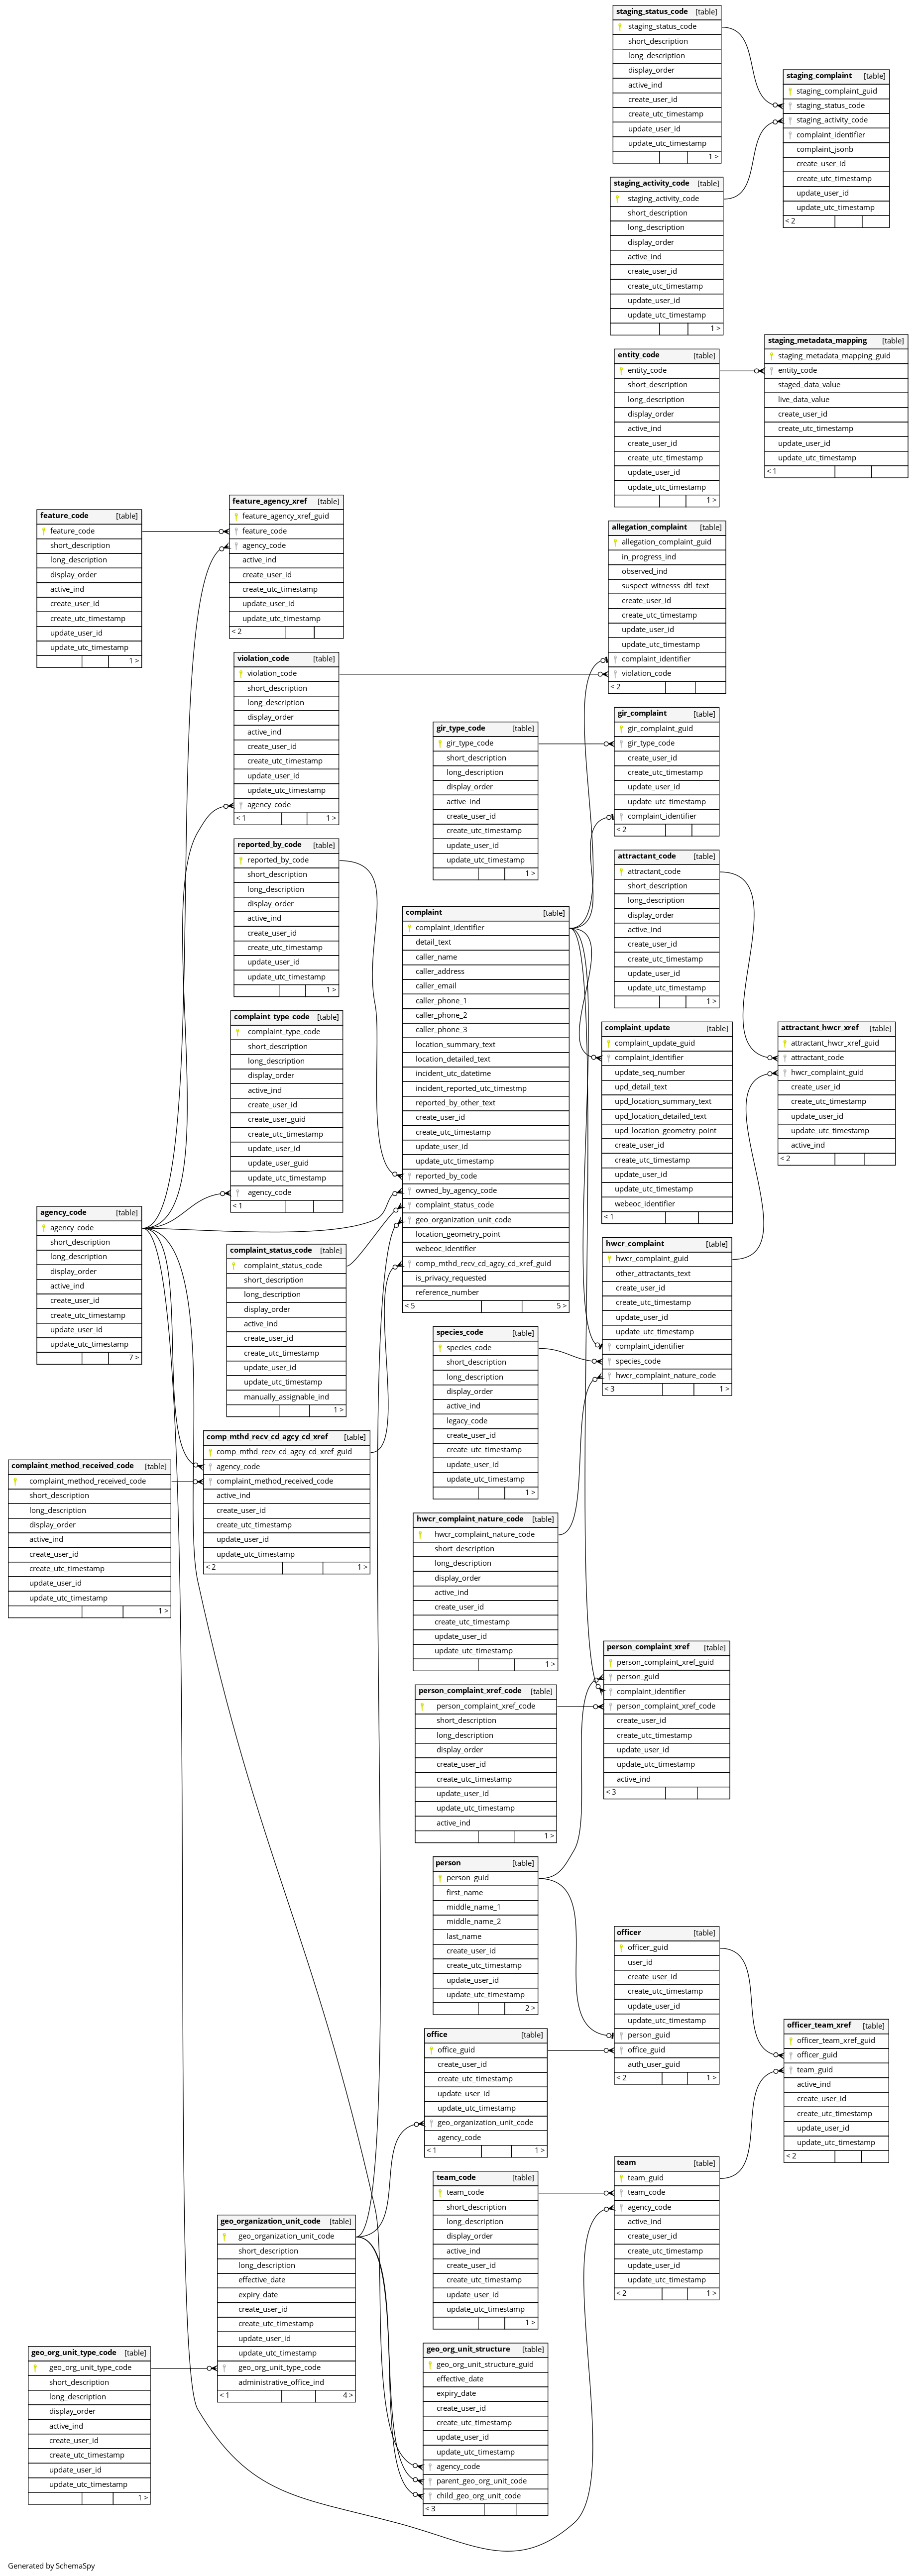 staging_status_code [table]
staging_status_code
short_description
long_description
display_order
active_ind
create_user_id
create_utc_timestamp
update_user_id
update_utc_timestamp
1 >
staging_complaint [table]
staging_complaint_guid
staging_status_code
staging_activity_code
complaint_identifier
complaint_jsonb
create_user_id
create_utc_timestamp
update_user_id
update_utc_timestamp
< 2
staging_activity_code [table]
staging_activity_code
short_description
long_description
display_order
active_ind
create_user_id
create_utc_timestamp
update_user_id
update_utc_timestamp
1 >
staging_metadata_mapping [table]
staging_metadata_mapping_guid
entity_code
staged_data_value
live_data_value
create_user_id
create_utc_timestamp
update_user_id
update_utc_timestamp
< 1
entity_code [table]
entity_code
short_description
long_description
display_order
active_ind
create_user_id
create_utc_timestamp
update_user_id
update_utc_timestamp
1 >
feature_code [table]
feature_code
short_description
long_description
display_order
active_ind
create_user_id
create_utc_timestamp
update_user_id
update_utc_timestamp
1 >
feature_agency_xref [table]
feature_agency_xref_guid
feature_code
agency_code
active_ind
create_user_id
create_utc_timestamp
update_user_id
update_utc_timestamp
< 2
allegation_complaint [table]
allegation_complaint_guid
in_progress_ind
observed_ind
suspect_witnesss_dtl_text
create_user_id
create_utc_timestamp
update_user_id
update_utc_timestamp
complaint_identifier
violation_code
< 2
violation_code [table]
violation_code
short_description
long_description
display_order
active_ind
create_user_id
create_utc_timestamp
update_user_id
update_utc_timestamp
agency_code
< 1 1 >
gir_type_code [table]
gir_type_code
short_description
long_description
display_order
active_ind
create_user_id
create_utc_timestamp
update_user_id
update_utc_timestamp
1 >
gir_complaint [table]
gir_complaint_guid
gir_type_code
create_user_id
create_utc_timestamp
update_user_id
update_utc_timestamp
complaint_identifier
< 2
reported_by_code [table]
reported_by_code
short_description
long_description
display_order
active_ind
create_user_id
create_utc_timestamp
update_user_id
update_utc_timestamp
1 >
attractant_code [table]
attractant_code
short_description
long_description
display_order
active_ind
create_user_id
create_utc_timestamp
update_user_id
update_utc_timestamp
1 >
complaint [table]
complaint_identifier
detail_text
caller_name
caller_address
caller_email
caller_phone_1
caller_phone_2
caller_phone_3
location_summary_text
location_detailed_text
incident_utc_datetime
incident_reported_utc_timestmp
reported_by_other_text
create_user_id
create_utc_timestamp
update_user_id
update_utc_timestamp
reported_by_code
owned_by_agency_code
complaint_status_code
geo_organization_unit_code
location_geometry_point
webeoc_identifier
comp_mthd_recv_cd_agcy_cd_xref_guid
is_privacy_requested
reference_number
< 5 5 >
complaint_type_code [table]
complaint_type_code
short_description
long_description
display_order
active_ind
create_user_id
create_user_guid
create_utc_timestamp
update_user_id
update_user_guid
update_utc_timestamp
agency_code
< 1
complaint_update [table]
complaint_update_guid
complaint_identifier
update_seq_number
upd_detail_text
upd_location_summary_text
upd_location_detailed_text
upd_location_geometry_point
create_user_id
create_utc_timestamp
update_user_id
update_utc_timestamp
webeoc_identifier
< 1
attractant_hwcr_xref [table]
attractant_hwcr_xref_guid
attractant_code
hwcr_complaint_guid
create_user_id
create_utc_timestamp
update_user_id
update_utc_timestamp
active_ind
< 2
agency_code [table]
agency_code
short_description
long_description
display_order
active_ind
create_user_id
create_utc_timestamp
update_user_id
update_utc_timestamp
7 >
complaint_status_code [table]
complaint_status_code
short_description
long_description
display_order
active_ind
create_user_id
create_utc_timestamp
update_user_id
update_utc_timestamp
manually_assignable_ind
1 >
hwcr_complaint [table]
hwcr_complaint_guid
other_attractants_text
create_user_id
create_utc_timestamp
update_user_id
update_utc_timestamp
complaint_identifier
species_code
hwcr_complaint_nature_code
< 3 1 >
species_code [table]
species_code
short_description
long_description
display_order
active_ind
legacy_code
create_user_id
create_utc_timestamp
update_user_id
update_utc_timestamp
1 >
comp_mthd_recv_cd_agcy_cd_xref [table]
comp_mthd_recv_cd_agcy_cd_xref_guid
agency_code
complaint_method_received_code
active_ind
create_user_id
create_utc_timestamp
update_user_id
update_utc_timestamp
< 2 1 >
complaint_method_received_code [table]
complaint_method_received_code
short_description
long_description
display_order
active_ind
create_user_id
create_utc_timestamp
update_user_id
update_utc_timestamp
1 >
hwcr_complaint_nature_code [table]
hwcr_complaint_nature_code
short_description
long_description
display_order
active_ind
create_user_id
create_utc_timestamp
update_user_id
update_utc_timestamp
1 >
person_complaint_xref [table]
person_complaint_xref_guid
person_guid
complaint_identifier
person_complaint_xref_code
create_user_id
create_utc_timestamp
update_user_id
update_utc_timestamp
active_ind
< 3
person_complaint_xref_code [table]
person_complaint_xref_code
short_description
long_description
display_order
create_user_id
create_utc_timestamp
update_user_id
update_utc_timestamp
active_ind
1 >
person [table]
person_guid
first_name
middle_name_1
middle_name_2
last_name
create_user_id
create_utc_timestamp
update_user_id
update_utc_timestamp
2 >
officer [table]
officer_guid
user_id
create_user_id
create_utc_timestamp
update_user_id
update_utc_timestamp
person_guid
office_guid
auth_user_guid
< 2 1 >
officer_team_xref [table]
officer_team_xref_guid
officer_guid
team_guid
active_ind
create_user_id
create_utc_timestamp
update_user_id
update_utc_timestamp
< 2
office [table]
office_guid
create_user_id
create_utc_timestamp
update_user_id
update_utc_timestamp
geo_organization_unit_code
agency_code
< 1 1 >
team [table]
team_guid
team_code
agency_code
active_ind
create_user_id
create_utc_timestamp
update_user_id
update_utc_timestamp
< 2 1 >
team_code [table]
team_code
short_description
long_description
display_order
active_ind
create_user_id
create_utc_timestamp
update_user_id
update_utc_timestamp
1 >
geo_organization_unit_code [table]
geo_organization_unit_code
short_description
long_description
effective_date
expiry_date
create_user_id
create_utc_timestamp
update_user_id
update_utc_timestamp
geo_org_unit_type_code
administrative_office_ind
< 1 4 >
geo_org_unit_type_code [table]
geo_org_unit_type_code
short_description
long_description
display_order
active_ind
create_user_id
create_utc_timestamp
update_user_id
update_utc_timestamp
1 >
geo_org_unit_structure [table]
geo_org_unit_structure_guid
effective_date
expiry_date
create_user_id
create_utc_timestamp
update_user_id
update_utc_timestamp
agency_code
parent_geo_org_unit_code
child_geo_org_unit_code
< 3
Generated by SchemaSpy